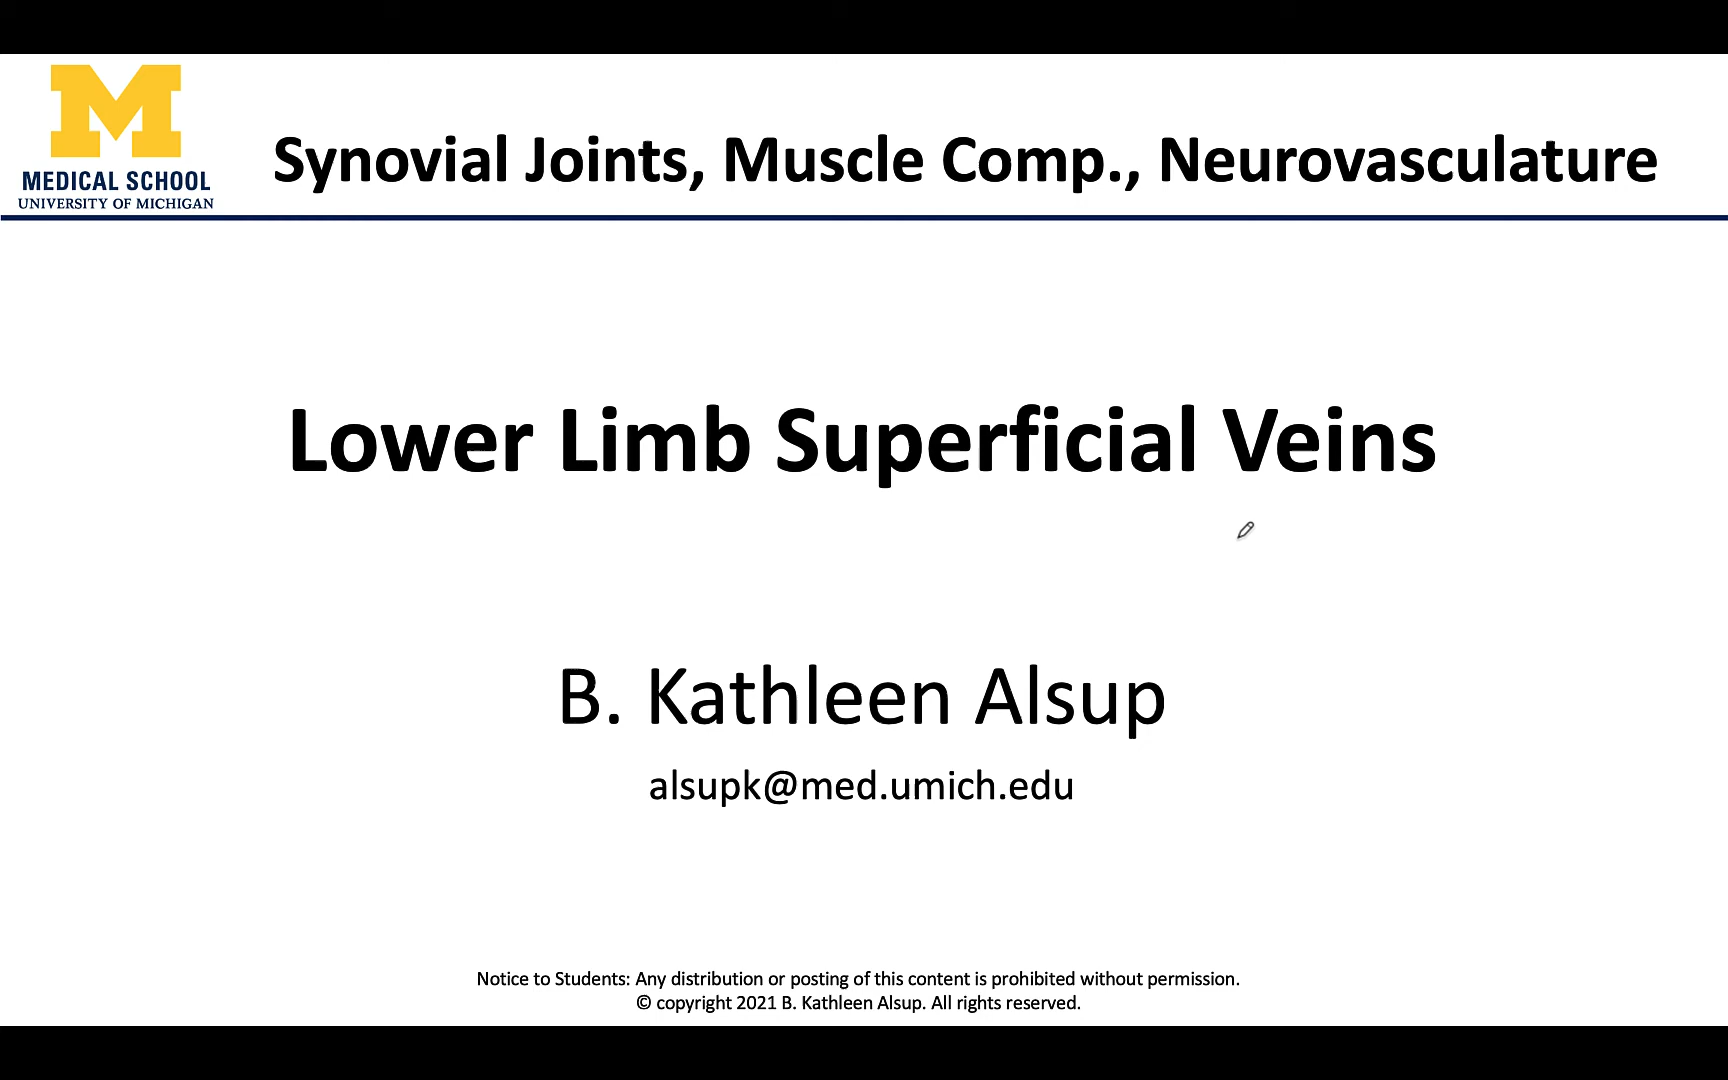 M
MEDICAL SCHOOL
UNIVERSITY OF MICHIGAN
Synovial Joints, Muscle Comp., Neurovasculature
Lower Limb Superficial Veins
B. Kathleen Alsup
alsupk@med.umich.edu
Notice to Students: Any distribution or posting of this content is prohibited without permission.
© copyright 2021 B. Kathleen Alsup. All rights reserved.